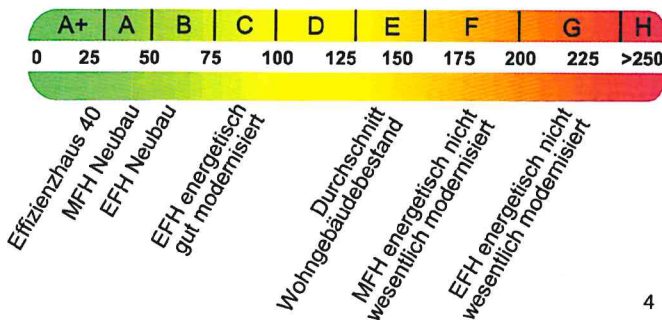 A+ A B C D E F G H
0 25 50 75 100 125 150 175 200 225 >250
Effizienzhaus 40
MFH Neubau
EFH Neubau
EFH energetisch
gut modernisiert
Durchschnitt
Wohngebäudebestand
MFH energetisch nicht
wesentlich modernisiert
EFH energetisch nicht
wesentlich modernisiert
4